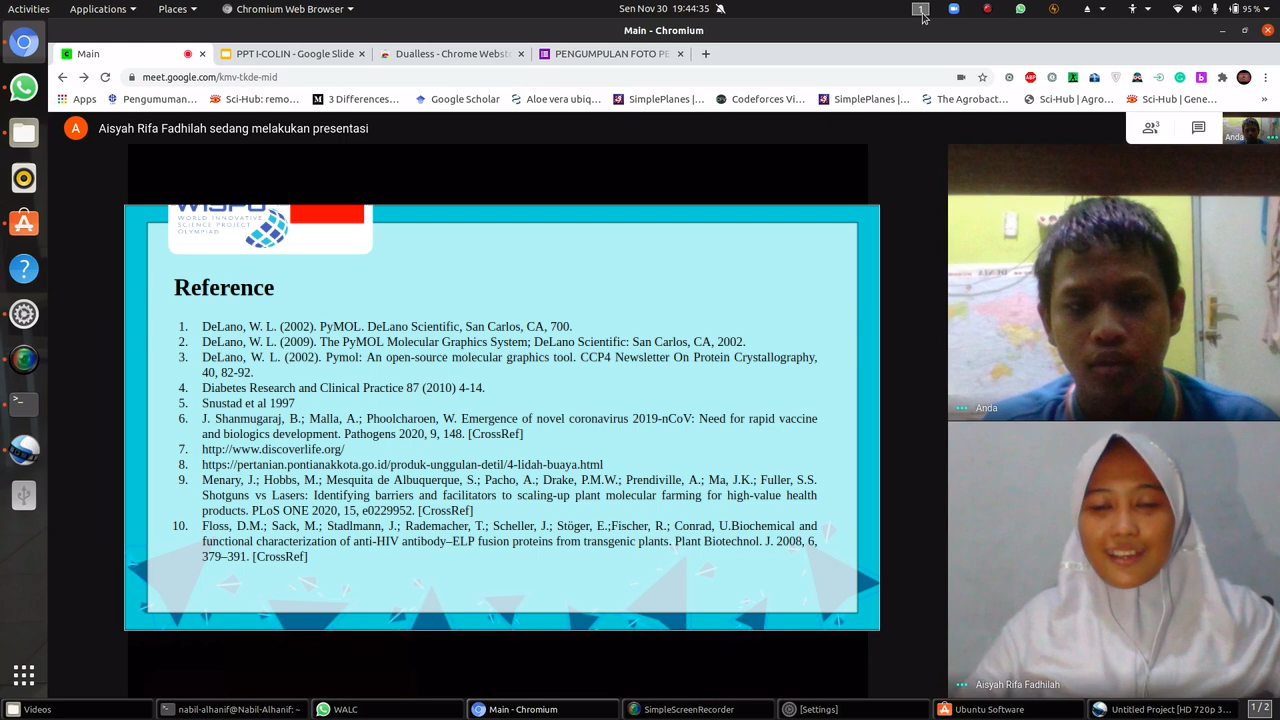 Activities Applications Places Chromium Web Browser Sen Nov 30 19:44:35 1 95 %
Main - Chromium
Main PPT I-COLIN - Google Slide Dualless - Chrome Webst PENGUMPULAN FOTO PE
meet.google.com/kmv-tkde-mid
Apps Pengumuman... Sci-Hub: remo... 3 Differences... Google Scholar Aloe vera ubiq... SimplePlanes |... Codeforces Vi... SimplePlanes |... The Agrobact... Sci-Hub | Agro... Sci-Hub | Gene... »
A Aisyah Rifa Fadhilah sedang melakukan presentasi 3 Anda
WORLD INNOVATIVE
SCIENCE PROJECT
OLYMPIAD
Reference
1. DeLano, W. L. (2002). PyMOL. DeLano Scientific, San Carlos, CA, 700.
2. DeLano, W. L. (2009). The PyMOL Molecular Graphics System; DeLano Scientific: San Carlos, CA, 2002.
3. DeLano, W. L. (2002). Pymol: An open-source molecular graphics tool. CCP4 Newsletter On Protein Crystallography,
40, 82-92.
4. Diabetes Research and Clinical Practice 87 (2010) 4-14.
5. Snustad et al 1997
6. J. Shanmugaraj, B.; Malla, A.; Phoolcharoen, W. Emergence of novel coronavirus 2019-nCoV: Need for rapid vaccine
and biologics development. Pathogens 2020, 9, 148. [CrossRef]
7. http://www.discoverlife.org/
8. https://pertanian.pontianakkota.go.id/produk-unggulan-detil/4-lidah-buaya.html
9. Menary, J.; Hobbs, M.; Mesquita de Albuquerque, S.; Pacho, A.; Drake, P.M.W.; Prendiville, A.; Ma, J.K.; Fuller, S.S.
Shotguns vs Lasers: Identifying barriers and facilitators to scaling-up plant molecular farming for high-value health
products. PLoS ONE 2020, 15, e0229952. [CrossRef]
10. Floss, D.M.; Sack, M.; Stadlmann, J.; Rademacher, T.; Scheller, J.; Stöger, E.;Fischer, R.; Conrad, U.Biochemical and
functional characterization of anti-HIV antibody–ELP fusion proteins from transgenic plants. Plant Biotechnol. J. 2008, 6,
379–391. [CrossRef]
Anda
Aisyah Rifa Fadhilah
Videos nabil-alhanif@Nabil-Alhanif: ~ WALC Main - Chromium SimpleScreenRecorder [Settings] Ubuntu Software Untitled Project [HD 720p 3... 1 / 2